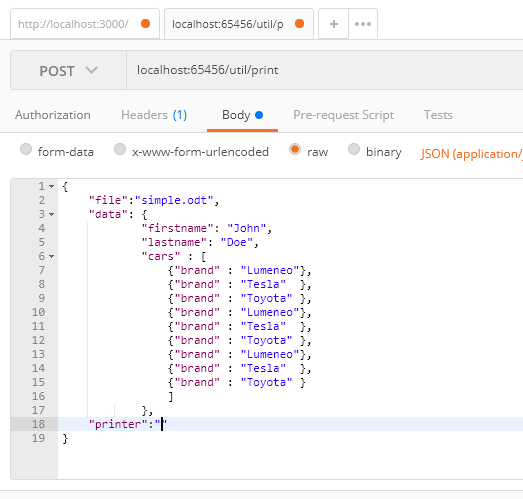 http://localhost:3000/ localhost:65456/util/p + •••
POST localhost:65456/util/print
Authorization Headers (1) Body Pre-request Script Tests
form-data x-www-form-urlencoded raw binary JSON (application/
1 {
2 "file":"simple.odt",
3 "data": {
4 "firstname": "John",
5 "lastname": "Doe",
6 "cars" : [
7 {"brand" : "Lumeneo"},
8 {"brand" : "Tesla" },
9 {"brand" : "Toyota" },
10 {"brand" : "Lumeneo"},
11 {"brand" : "Tesla" },
12 {"brand" : "Toyota" },
13 {"brand" : "Lumeneo"},
14 {"brand" : "Tesla" },
15 {"brand" : "Toyota" }
16 ]
17 },
18 "printer":""
19 }